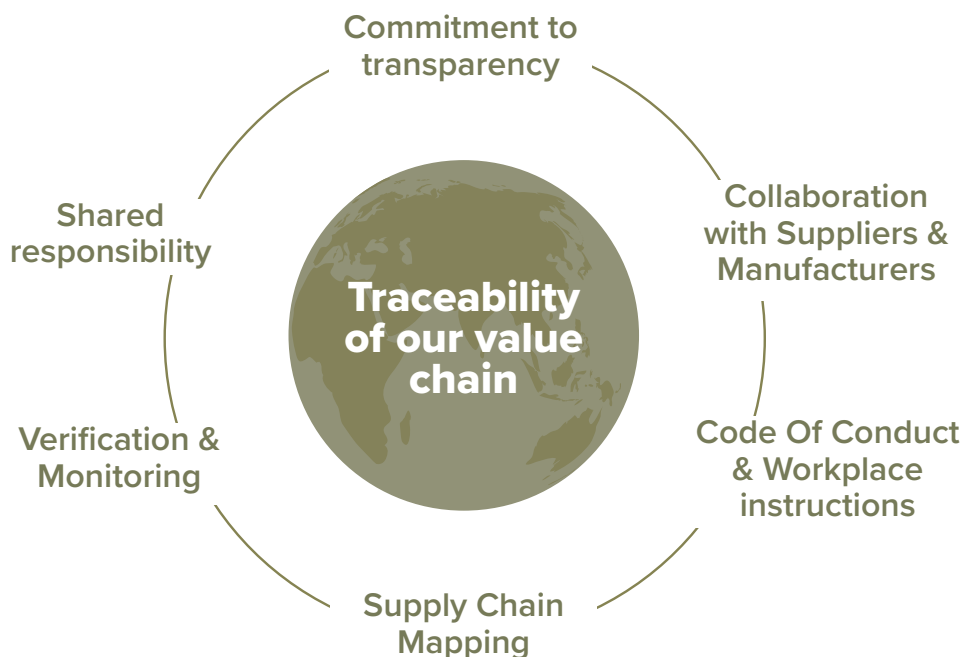 Commitment to
transparency
Collaboration
with Suppliers &
Manufacturers
Code Of Conduct
& Workplace
instructions
Supply Chain
Mapping
Verification &
Monitoring
Shared
responsibility
Traceability
of our value
chain